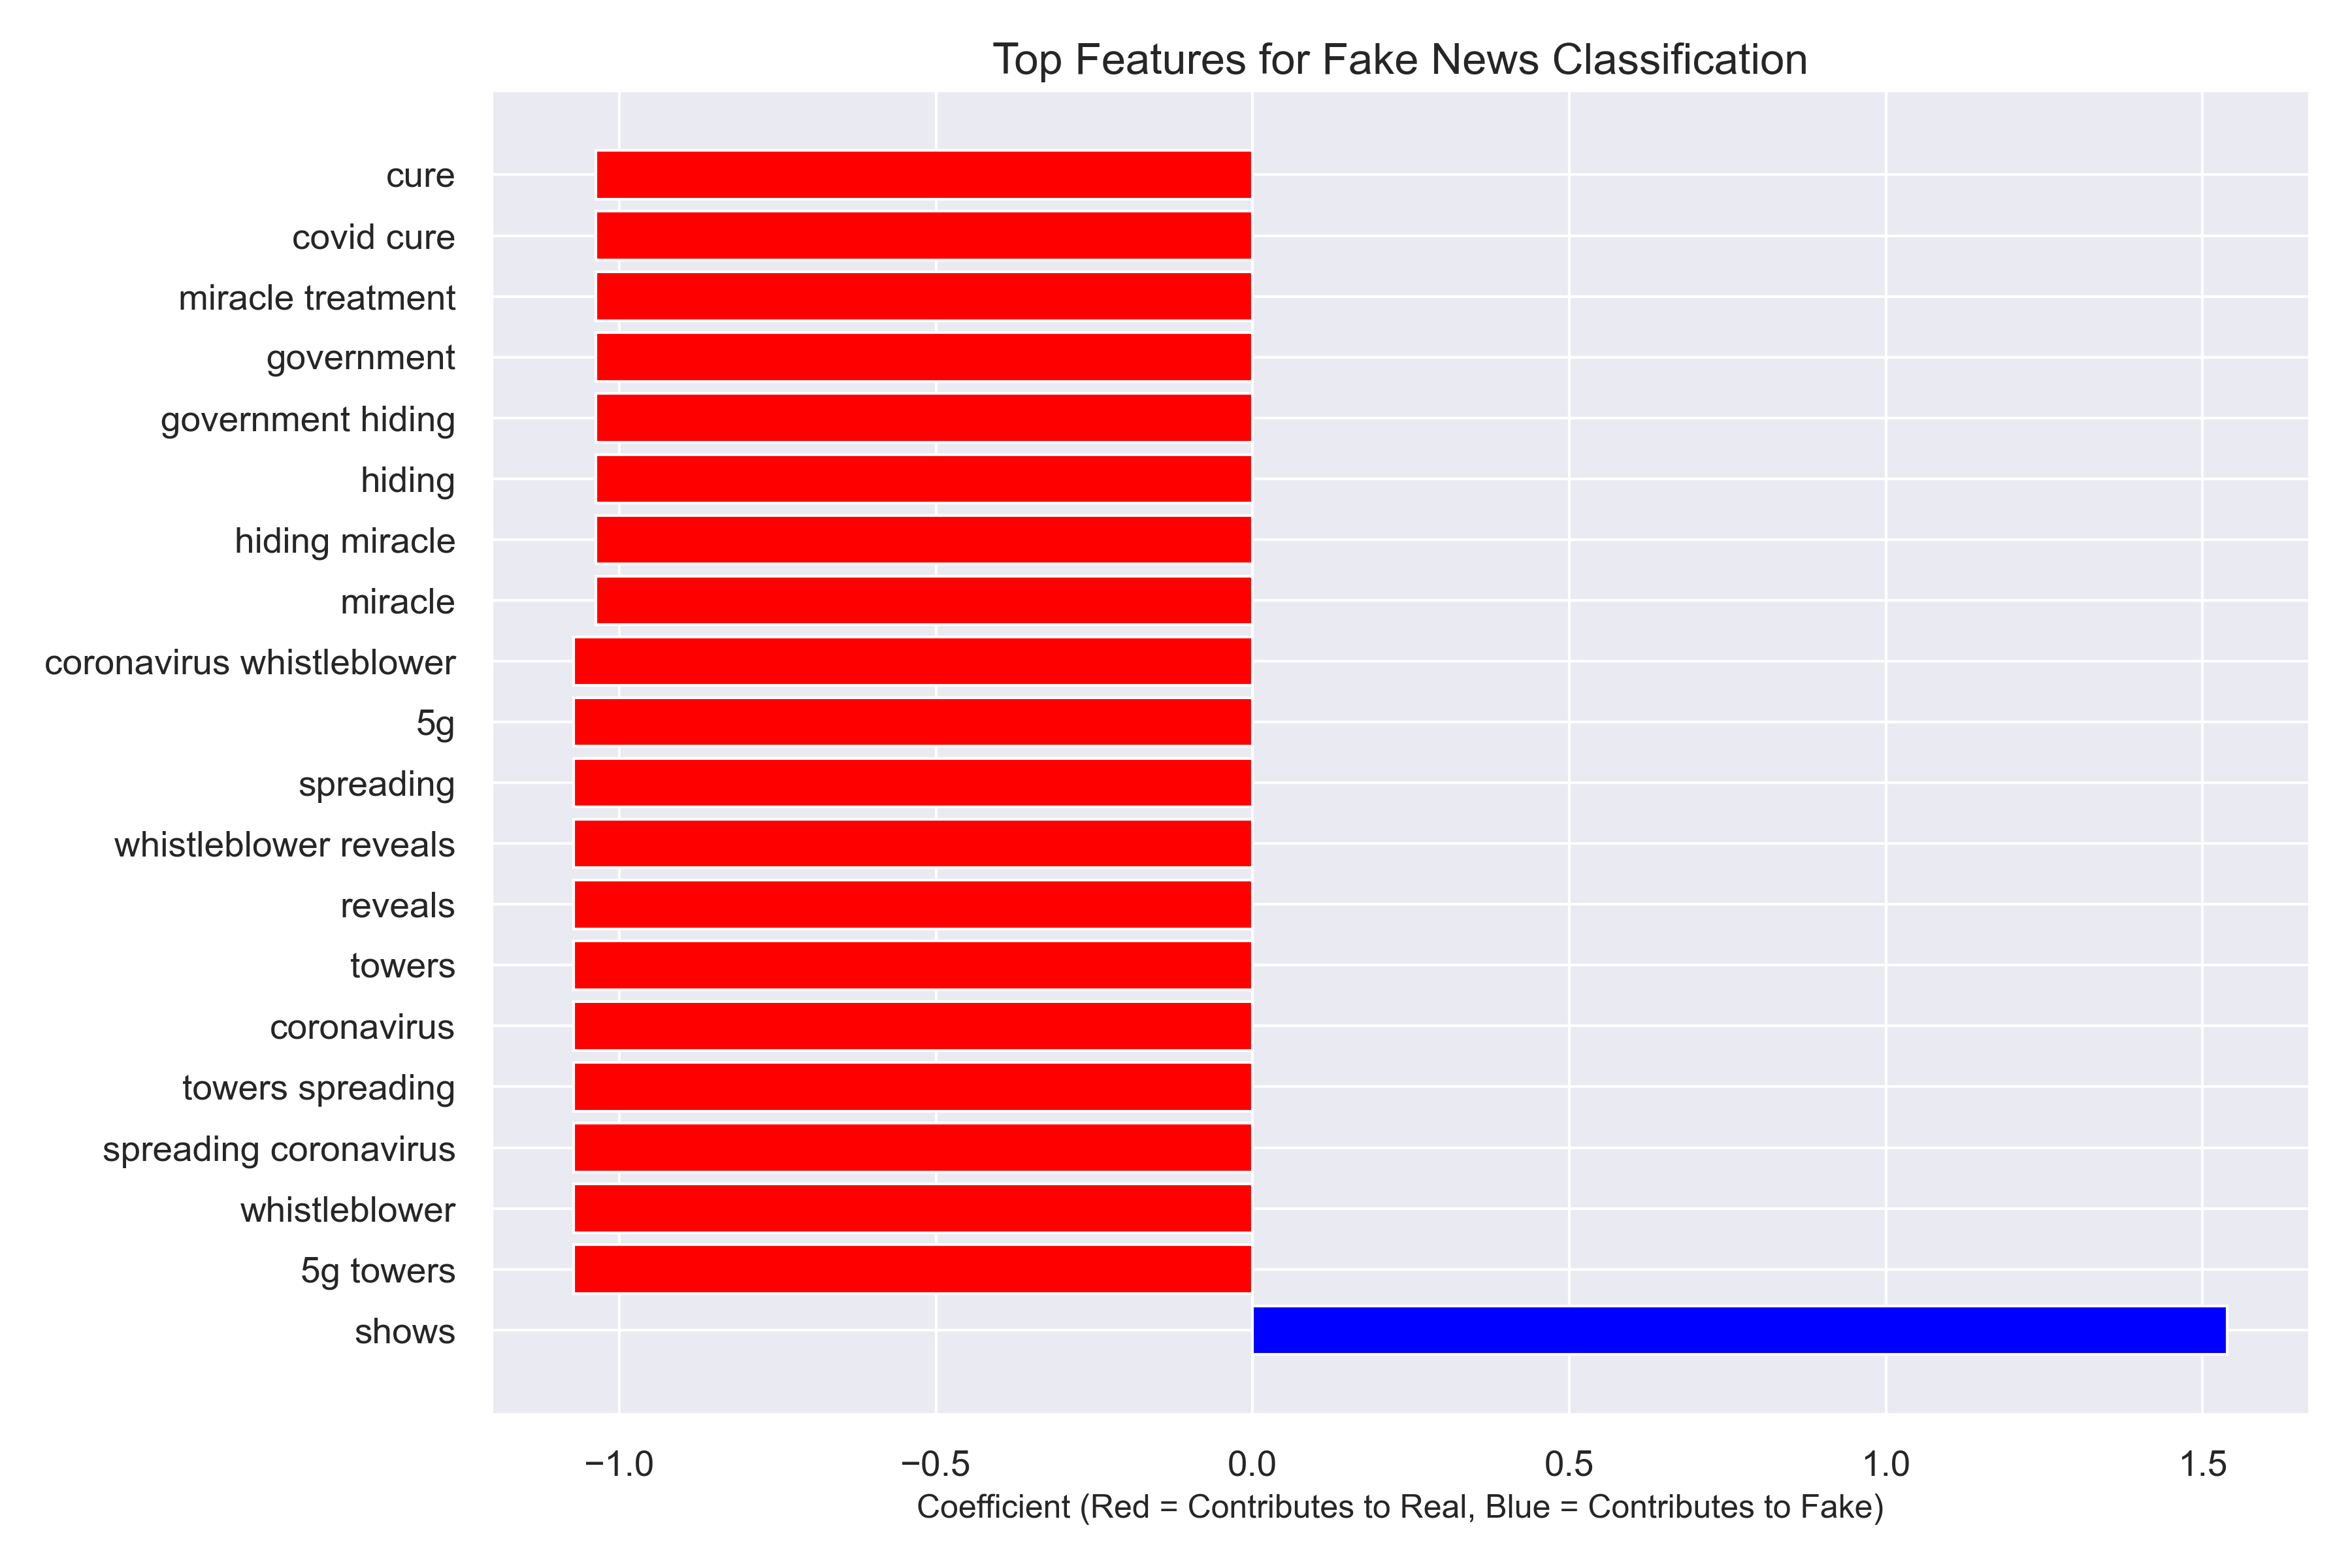 Top Features for Fake News Classification
cure
covid cure
miracle treatment
government
government hiding
hiding
hiding miracle
miracle
coronavirus whistleblower
5g
spreading
whistleblower reveals
reveals
towers
coronavirus
towers spreading
spreading coronavirus
whistleblower
5g towers
shows
−1.0 −0.5 0.0 0.5 1.0 1.5
Coefficient (Red = Contributes to Real, Blue = Contributes to Fake)